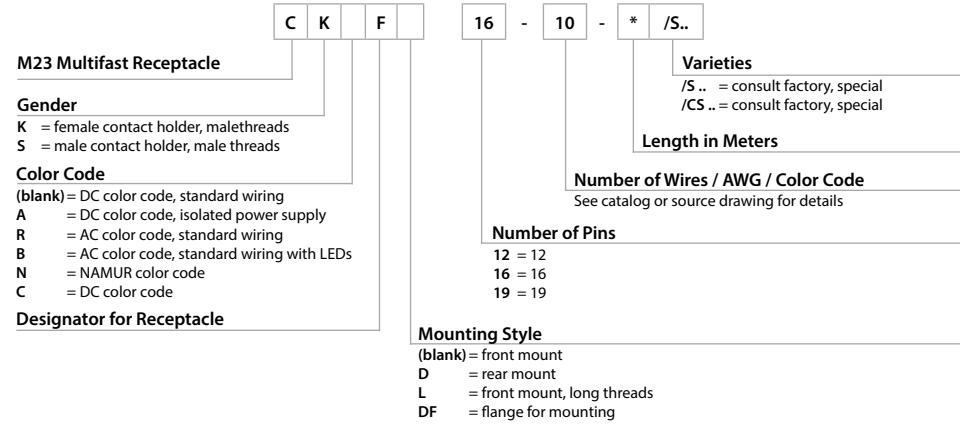 C K F 16 - 10 - * /S..
M23 Multifast Receptacle
Gender
K = female contact holder, malethreads
S = male contact holder, male threads
Color Code
(blank) = DC color code, standard wiring
A = DC color code, isolated power supply
R = AC color code, standard wiring
B = AC color code, standard wiring with LEDs
N = NAMUR color code
C = DC color code
Designator for Receptacle
Varieties
/S .. = consult factory, special
/CS .. = consult factory, special
Length in Meters
Number of Wires / AWG / Color Code
See catalog or source drawing for details
Number of Pins
12 = 12
16 = 16
19 = 19
Mounting Style
(blank) = front mount
D = rear mount
L = front mount, long threads
DF = flange for mounting